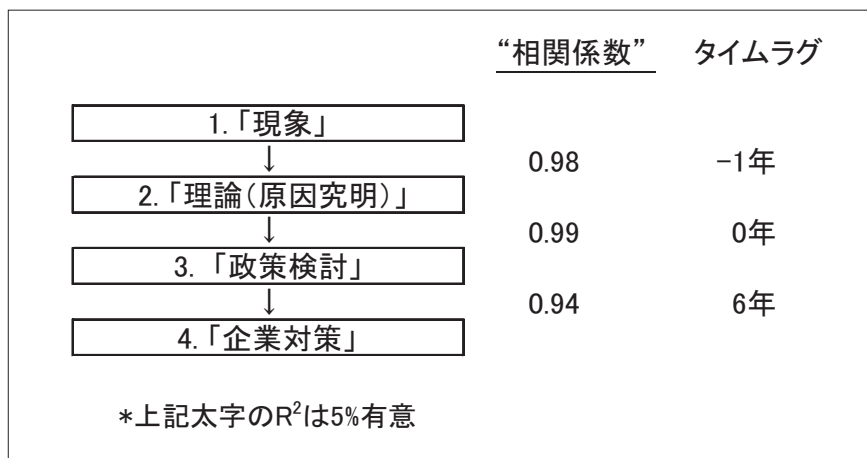 “相関係数” タイムラグ
1.「現象」
↓ 0.98 −1年
2.「理論(原因究明)」
↓ 0.99 0年
3. 「政策検討」
↓ 0.94 6年
4.「企業対策」
*上記太字のR²は5%有意